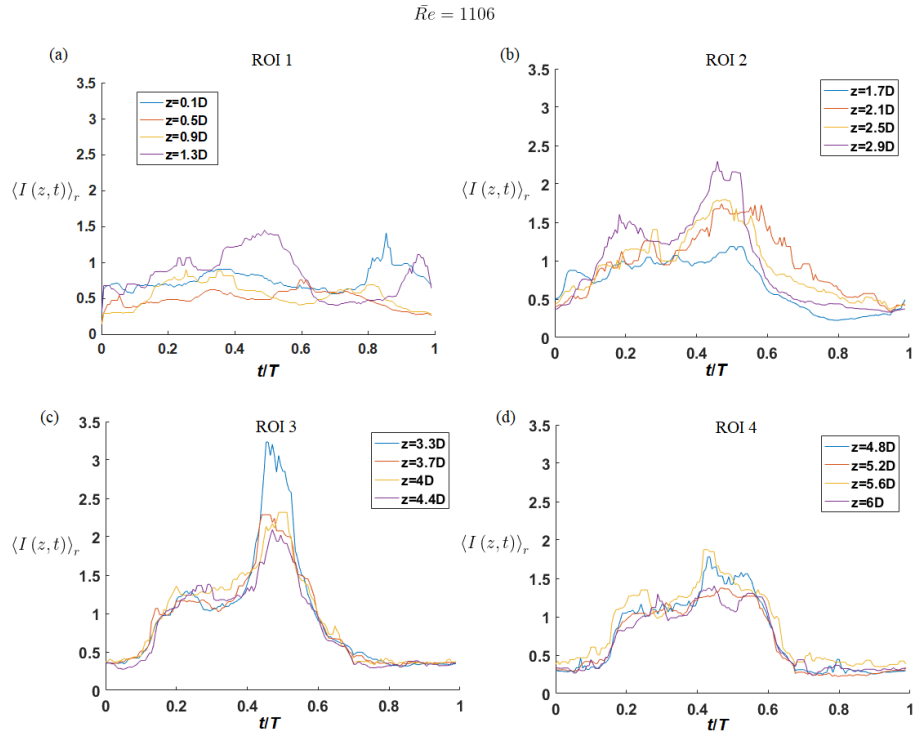 R̄e = 1106
(a)
ROI 1
3.5
3
2.5
2
1.5
1
0.5
0
⟨I (z, t)⟩r
z=0.1D
z=0.5D
z=0.9D
z=1.3D
0 0.2 0.4 0.6 0.8 1
t/T
(b)
ROI 2
3.5
3
2.5
2
1.5
1
0.5
0
⟨I (z, t)⟩r
z=1.7D
z=2.1D
z=2.5D
z=2.9D
0 0.2 0.4 0.6 0.8 1
t/T
(c)
ROI 3
3.5
3
2.5
2
1.5
1
0.5
0
⟨I (z, t)⟩r
z=3.3D
z=3.7D
z=4D
z=4.4D
0 0.2 0.4 0.6 0.8 1
t/T
(d)
ROI 4
3.5
3
2.5
2
1.5
1
0.5
0
⟨I (z, t)⟩r
z=4.8D
z=5.2D
z=5.6D
z=6D
0 0.2 0.4 0.6 0.8 1
t/T